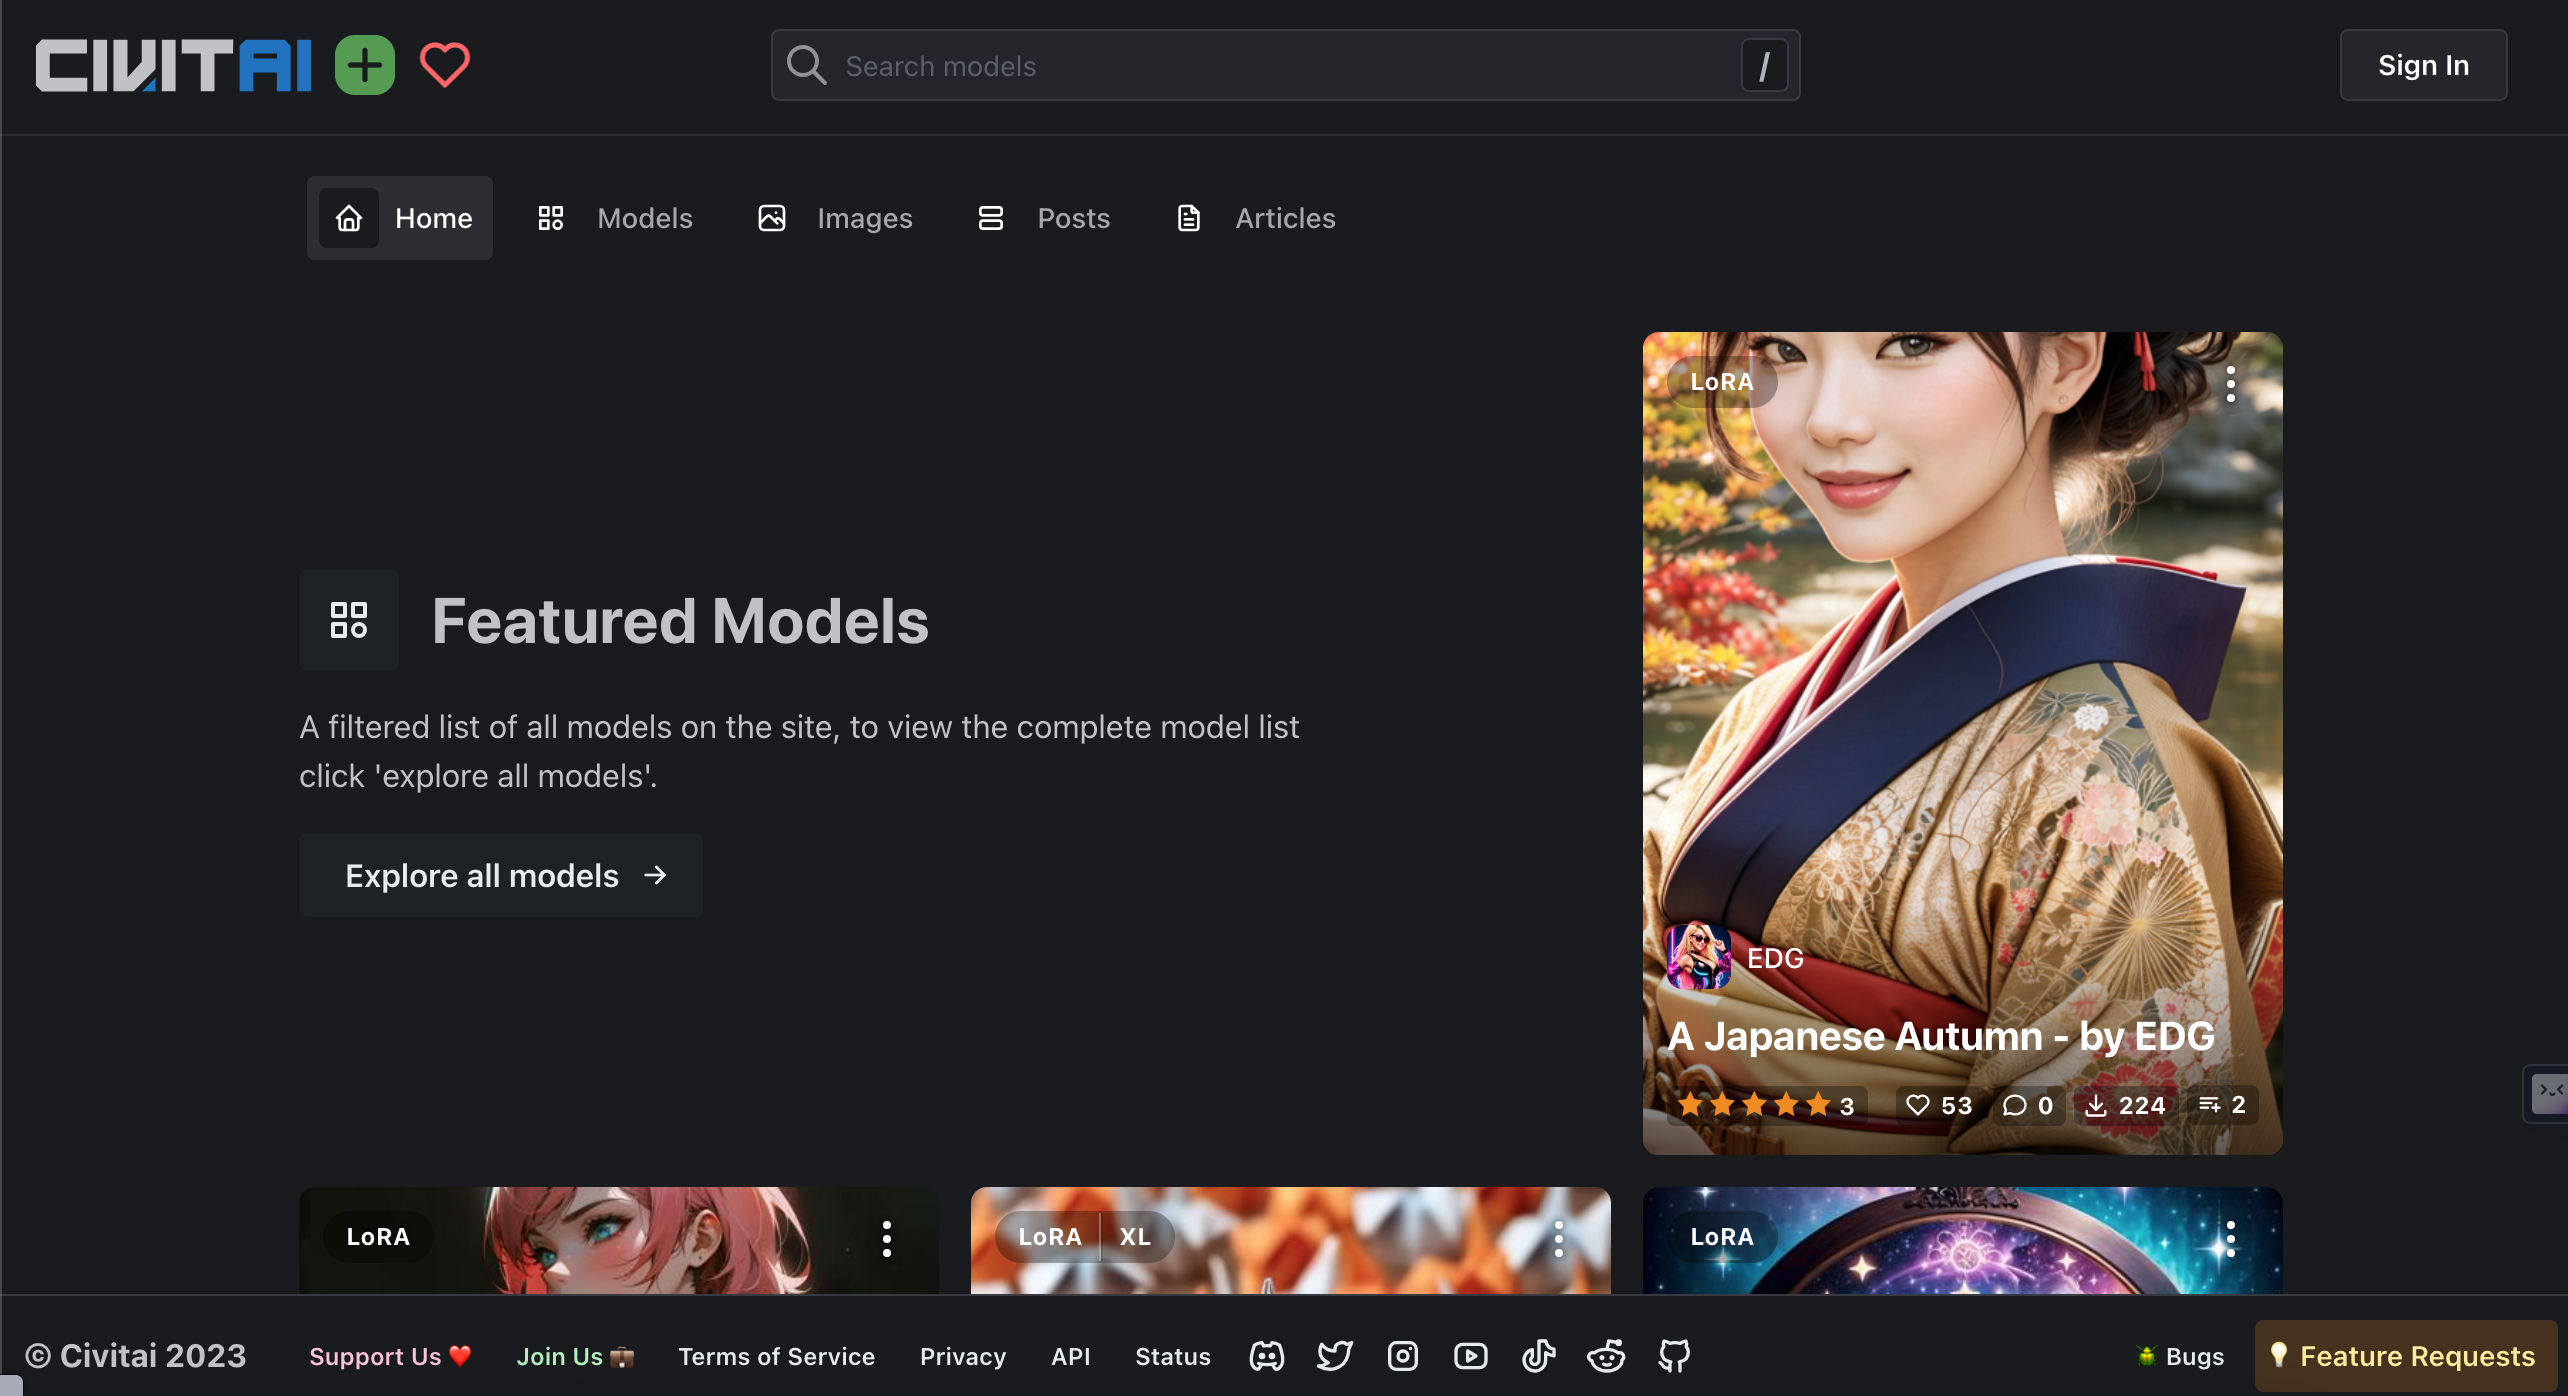 CIVITAI
Search models
/
Sign In
Home
Models
Images
Posts
Articles
Featured Models
A filtered list of all models on the site, to view the complete model list
click 'explore all models'.
Explore all models →
LoRA
EDG
A Japanese Autumn - by EDG
3
53
0
224
2
LoRA
LoRA
XL
LoRA
© Civitai 2023
Support Us ❤️
Join Us 💼
Terms of Service
Privacy
API
Status
🪲 Bugs
💡 Feature Requests